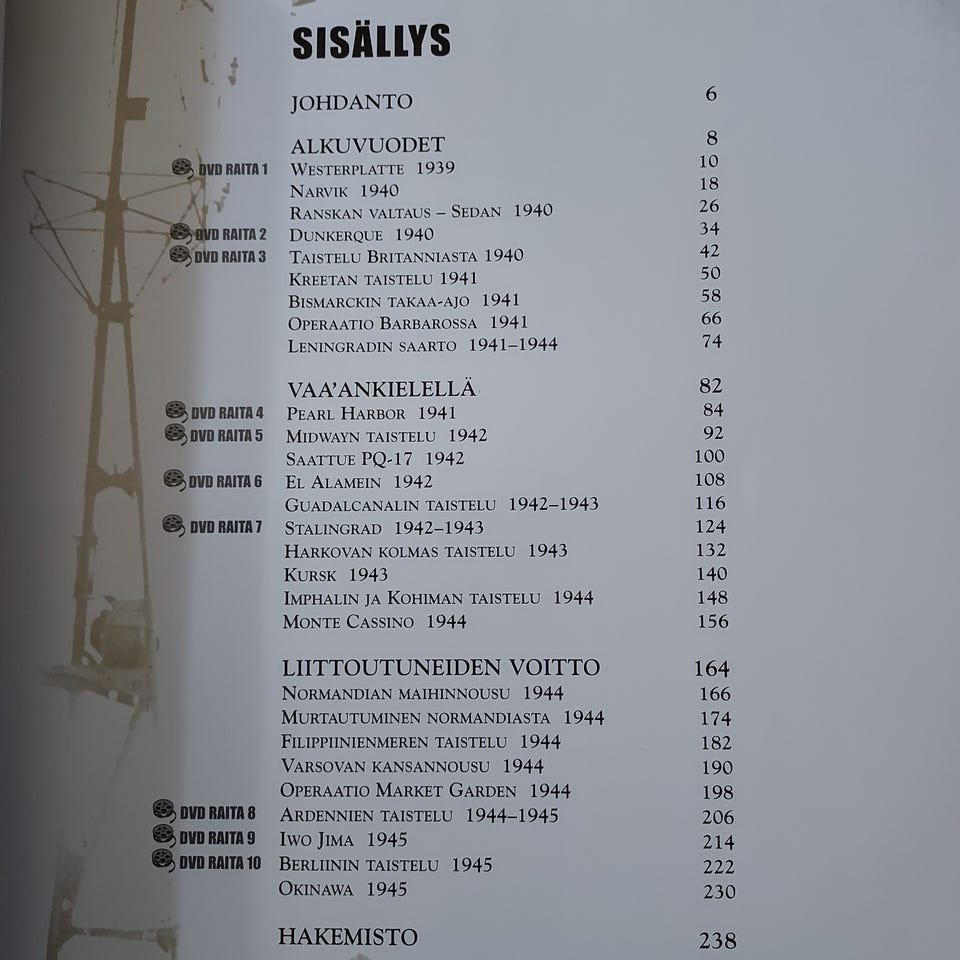 SISÄLLYS
JOHDANTO 6
ALKUVUODET 8
DVD RAITA 1 WESTERPLATTE 1939 10
NARVIK 1940 18
RANSKAN VALTAUS – SEDAN 1940 26
DVD RAITA 2 DUNKERQUE 1940 34
DVD RAITA 3 TAISTELU BRITANNIASTA 1940 42
KREETAN TAISTELU 1941 50
BISMARCKIN TAKAA-AJO 1941 58
OPERAATIO BARBAROSSA 1941 66
LENINGRADIN SAARTO 1941–1944 74
VAA'ANKIELELLÄ 82
DVD RAITA 4 PEARL HARBOR 1941 84
DVD RAITA 5 MIDWAYN TAISTELU 1942 92
SAATTUE PQ-17 1942 100
DVD RAITA 6 EL ALAMEIN 1942 108
GUADALCANALIN TAISTELU 1942–1943 116
DVD RAITA 7 STALINGRAD 1942–1943 124
HARKOVAN KOLMAS TAISTELU 1943 132
KURSK 1943 140
IMPHALIN JA KOHIMAN TAISTELU 1944 148
MONTE CASSINO 1944 156
LIITTOUTUNEIDEN VOITTO 164
NORMANDIAN MAIHINNOUSU 1944 166
MURTAUTUMINEN NORMANDIASTA 1944 174
FILIPPIINIENMEREN TAISTELU 1944 182
VARSOVAN KANSANNOUSU 1944 190
OPERAATIO MARKET GARDEN 1944 198
DVD RAITA 8 ARDENNIEN TAISTELU 1944–1945 206
DVD RAITA 9 IWO JIMA 1945 214
DVD RAITA 10 BERLIININ TAISTELU 1945 222
OKINAWA 1945 230
HAKEMISTO 238